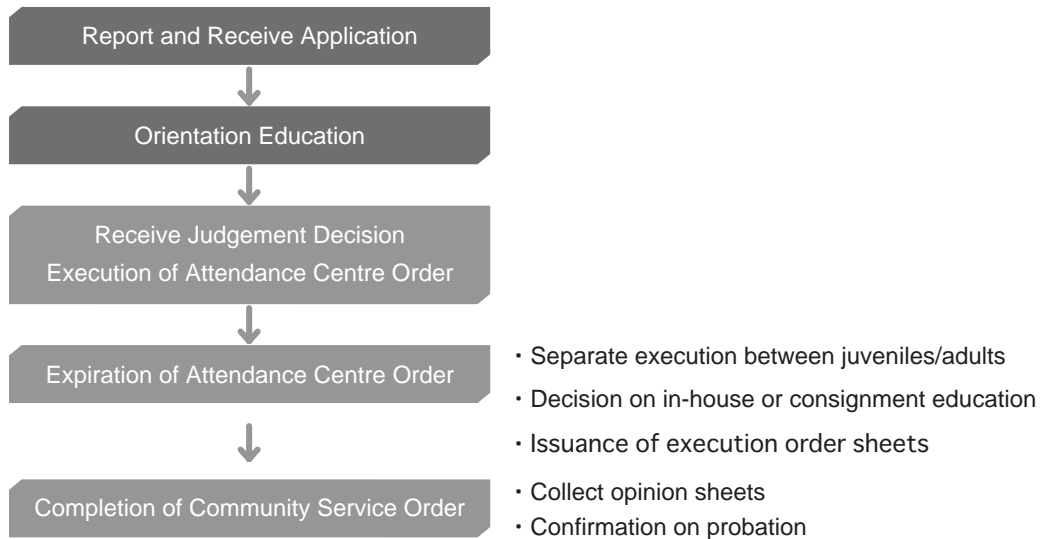 Report and Receive Application
Orientation Education
Receive Judgement Decision
Execution of Attendance Centre Order
Expiration of Attendance Centre Order
・Separate execution between juveniles/adults
・Decision on in-house or consignment education
・Issuance of execution order sheets
Completion of Community Service Order
・Collect opinion sheets
・Confirmation on probation